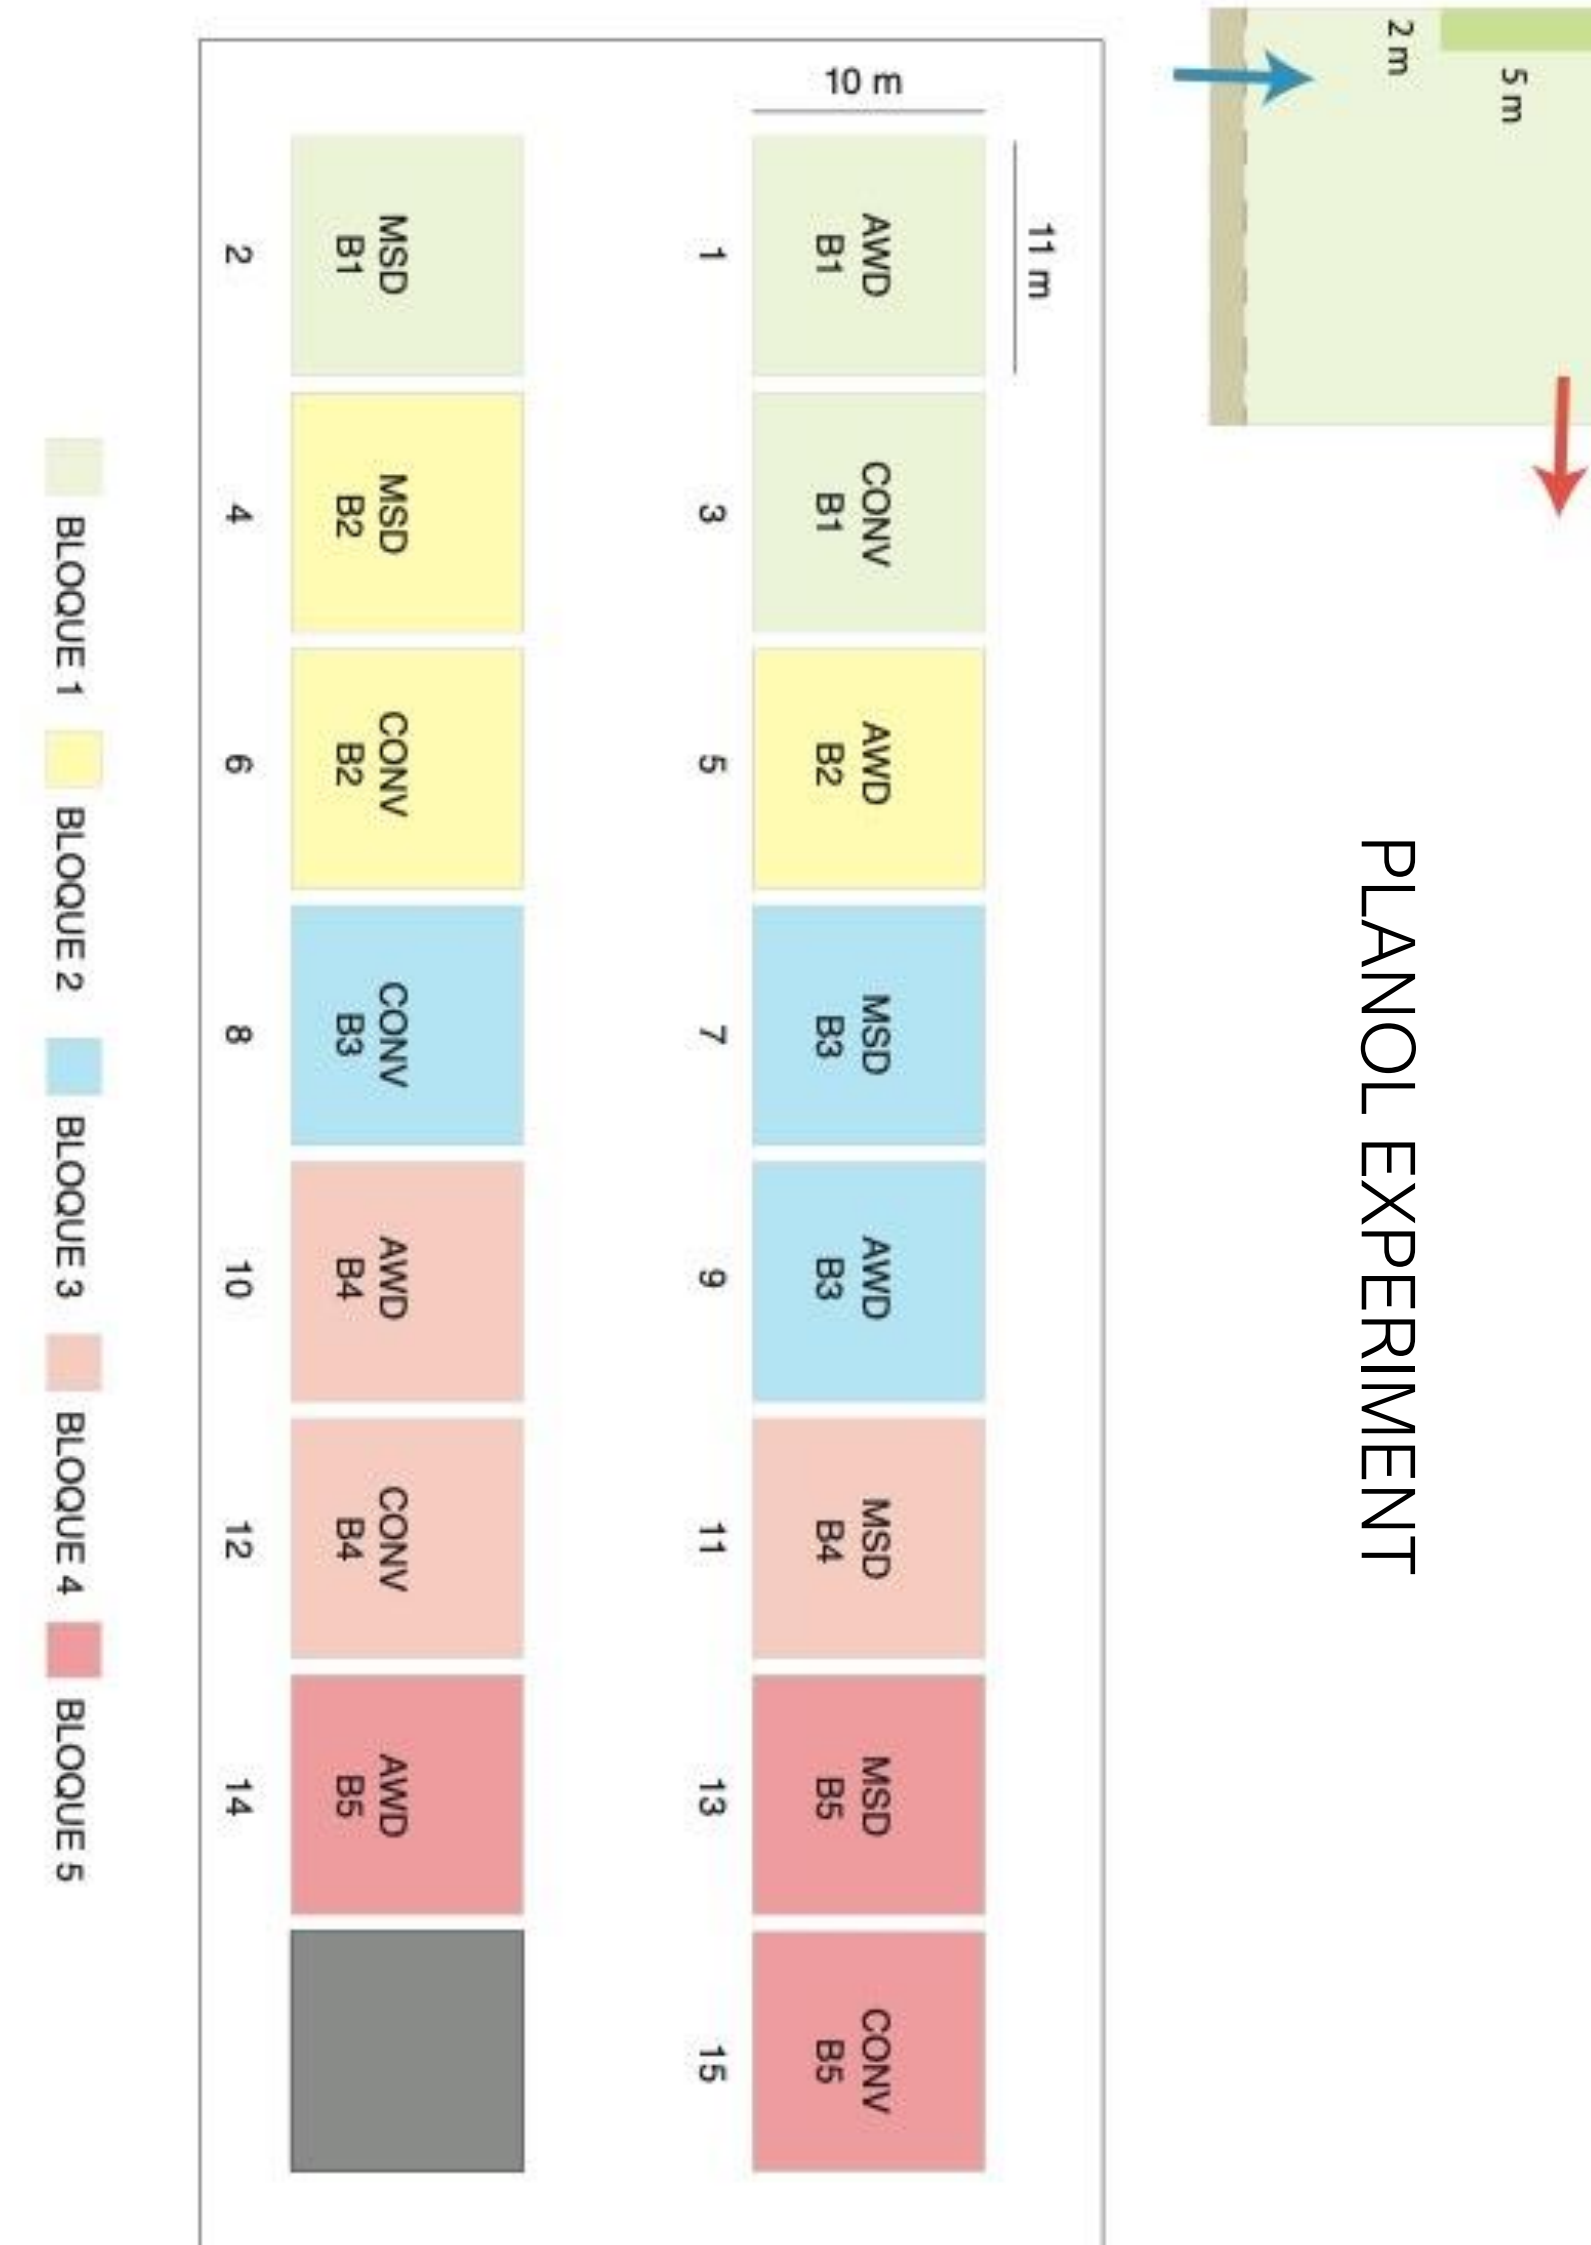 PLANOL EXPERIMENT
2 m
5 m
11 m
10 m
AWD
B1
CONV
B1
AWD
B2
MSD
B3
AWD
B3
MSD
B4
MSD
B5
CONV
B5
1
3
5
7
9
11
13
15
MSD
B1
MSD
B2
CONV
B2
CONV
B3
AWD
B4
CONV
B4
AWD
B5
2
4
6
8
10
12
14
BLOQUE 1
BLOQUE 2
BLOQUE 3
BLOQUE 4
BLOQUE 5